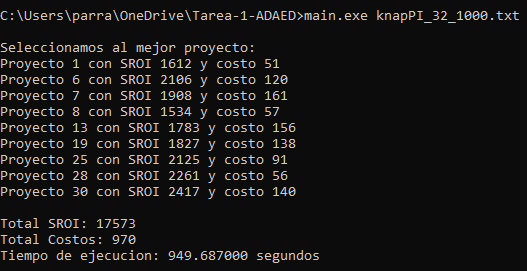 C:\Users\parra\OneDrive\Tarea-1-ADAED>main.exe knapPI_32_1000.txt
Seleccionamos al mejor proyecto:
Proyecto 1 con SROI 1612 y costo 51
Proyecto 6 con SROI 2106 y costo 120
Proyecto 7 con SROI 1908 y costo 161
Proyecto 8 con SROI 1534 y costo 57
Proyecto 13 con SROI 1783 y costo 156
Proyecto 19 con SROI 1827 y costo 138
Proyecto 25 con SROI 2125 y costo 91
Proyecto 28 con SROI 2261 y costo 56
Proyecto 30 con SROI 2417 y costo 140
Total SROI: 17573
Total Costos: 970
Tiempo de ejecucion: 949.687000 segundos